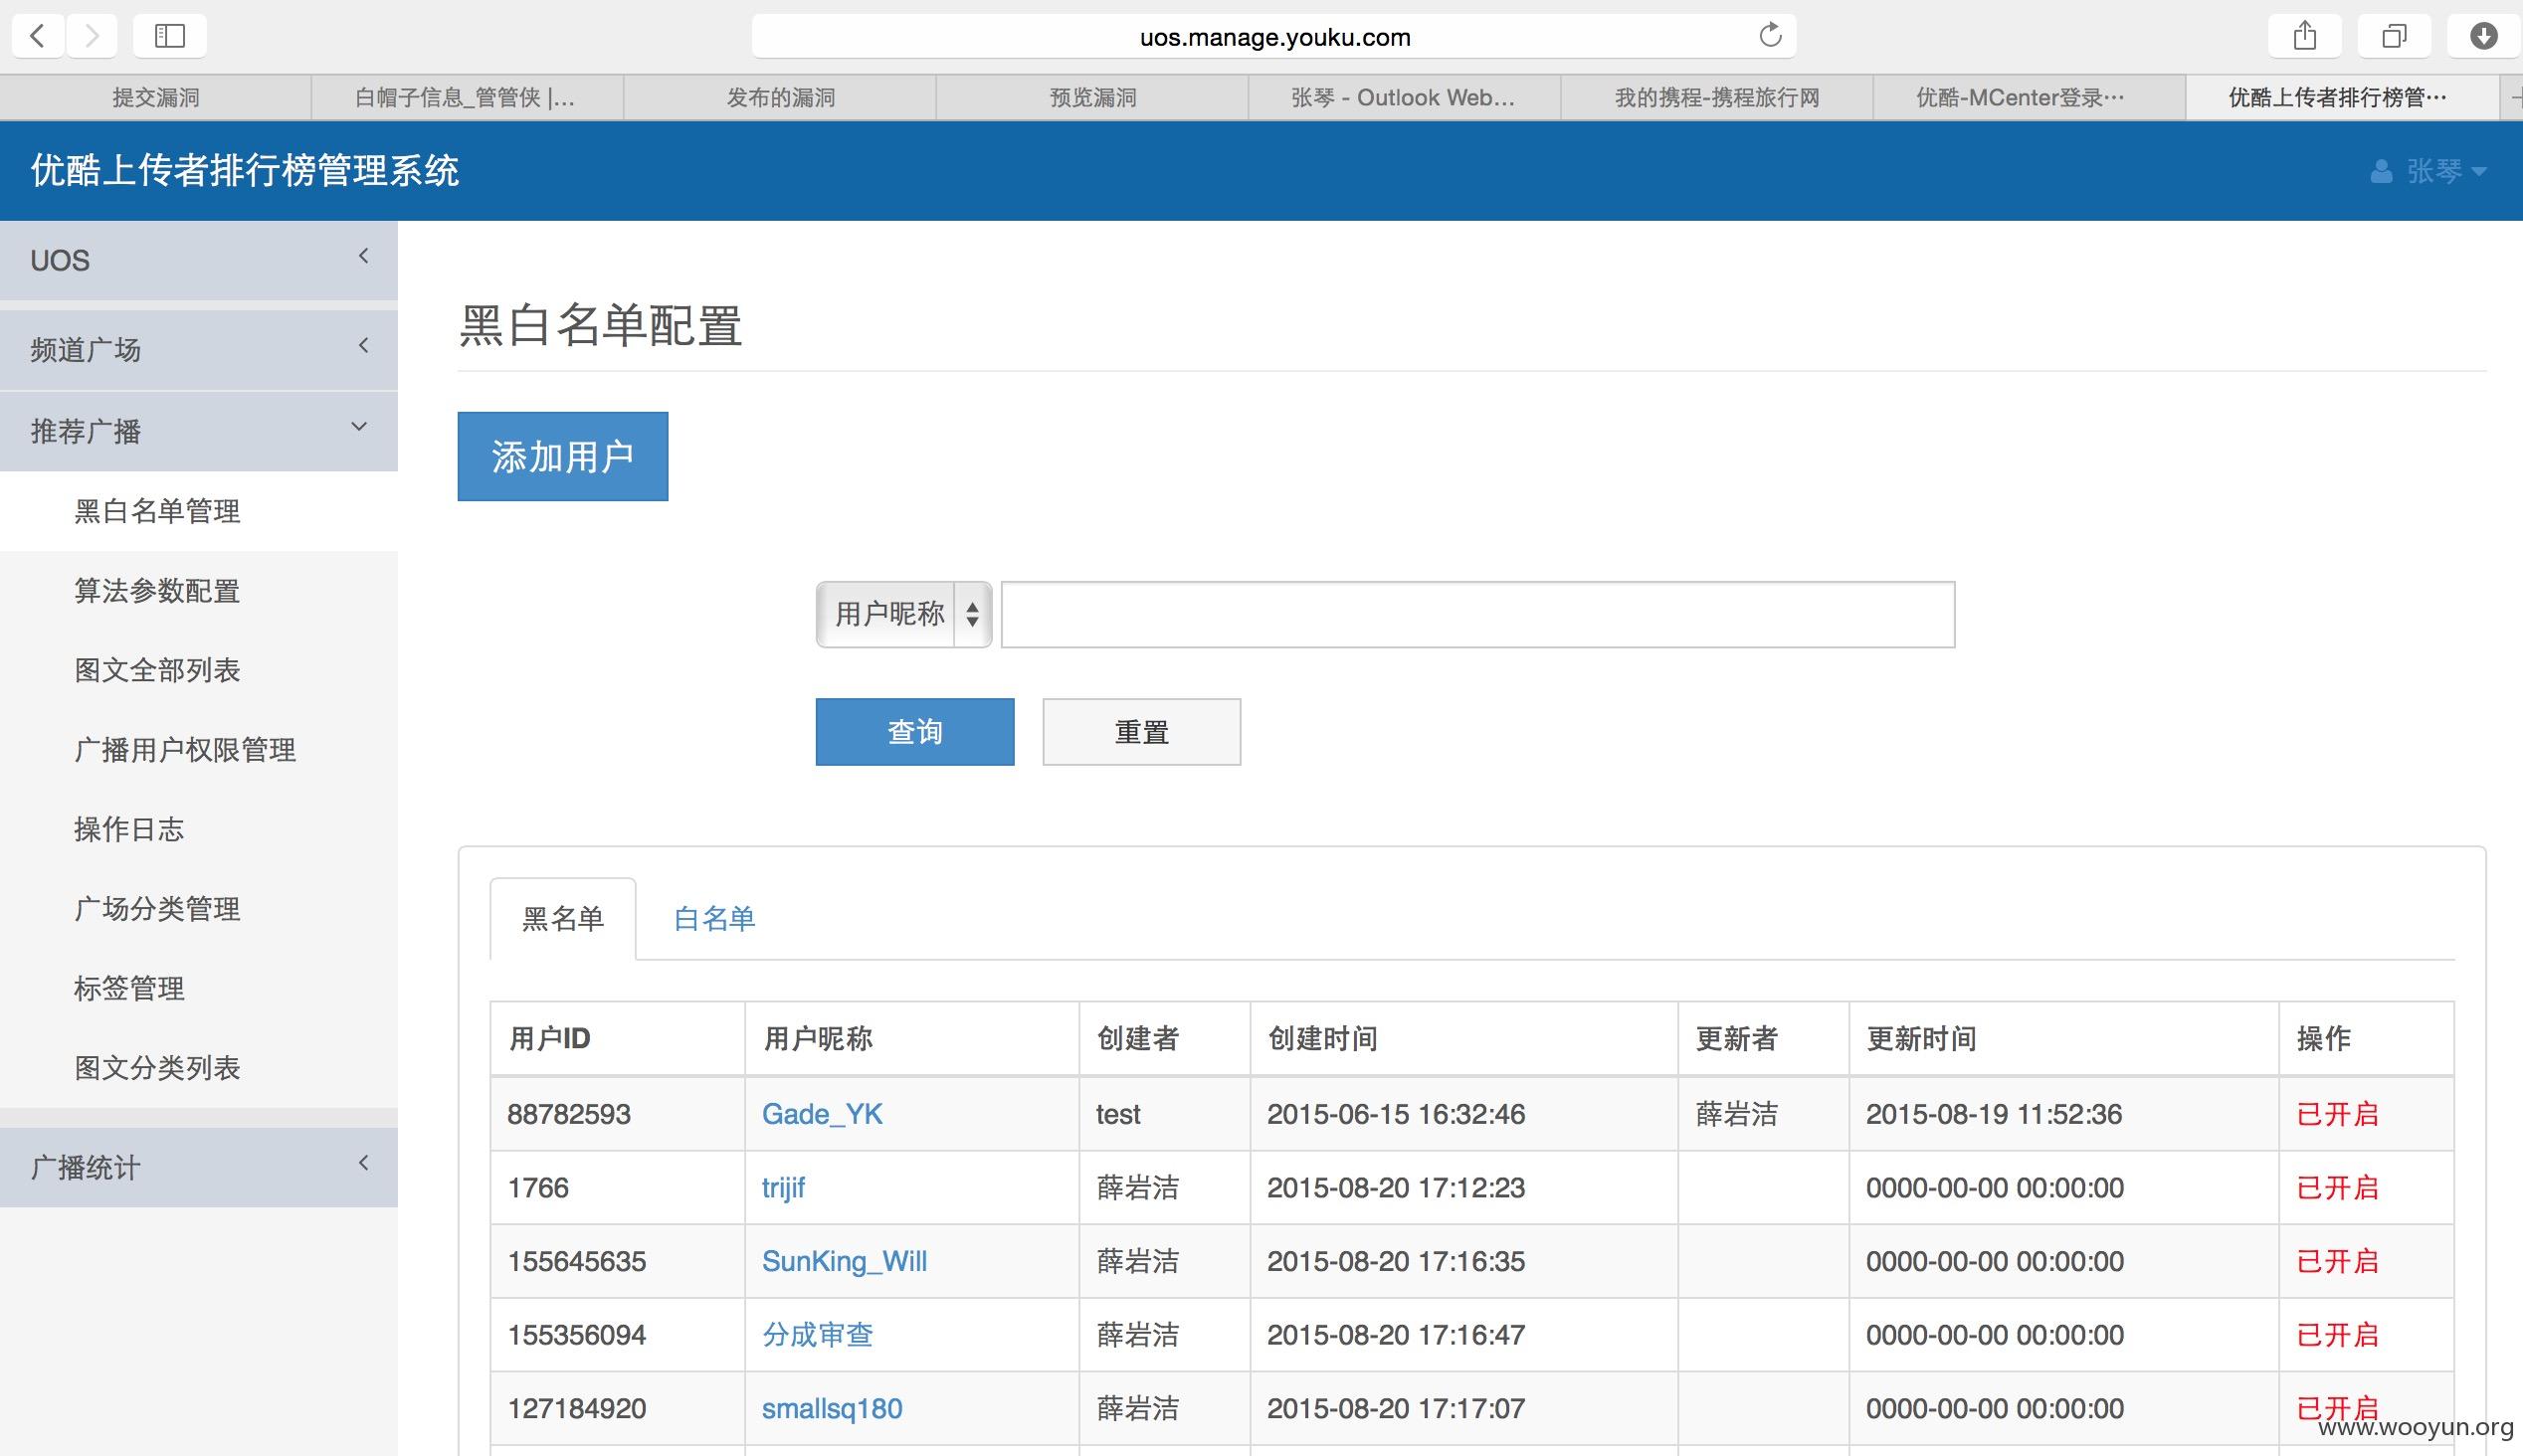 uos.manage.youku.com
提交漏洞 白帽子信息_管管侠 |... 发布的漏洞 预览漏洞 张琴 - Outlook Web... 我的携程-携程旅行网 优酷-MCenter登录… 优酷上传者排行榜管…
优酷上传者排行榜管理系统 张琴
UOS
频道广场
推荐广播
黑白名单管理
算法参数配置
图文全部列表
广播用户权限管理
操作日志
广场分类管理
标签管理
图文分类列表
广播统计
黑白名单配置
添加用户
用户昵称
查询 重置
黑名单 白名单
用户ID 用户昵称 创建者 创建时间 更新者 更新时间 操作
88782593 Gade_YK test 2015-06-15 16:32:46 薛岩洁 2015-08-19 11:52:36 已开启
1766 trijif 薛岩洁 2015-08-20 17:12:23 0000-00-00 00:00:00 已开启
155645635 SunKing_Will 薛岩洁 2015-08-20 17:16:35 0000-00-00 00:00:00 已开启
155356094 分成审查 薛岩洁 2015-08-20 17:16:47 0000-00-00 00:00:00 已开启
127184920 smallsq180 薛岩洁 2015-08-20 17:17:07 0000-00-00 00:00:00 已开启
www.wooyun.org